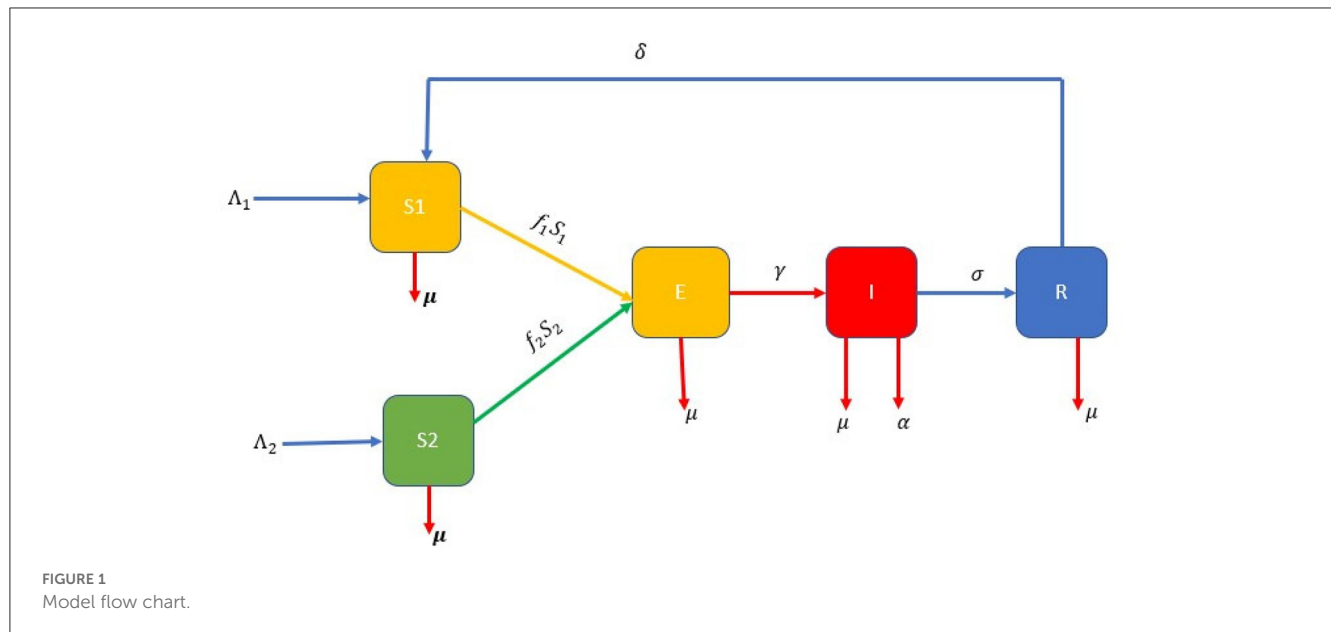 δ
Λ₁
S1
f₁S₁
μ
E
γ
I
σ
R
f₂S₂
μ
μ
α
μ
Λ₂
S2
μ
FIGURE 1
Model flow chart.